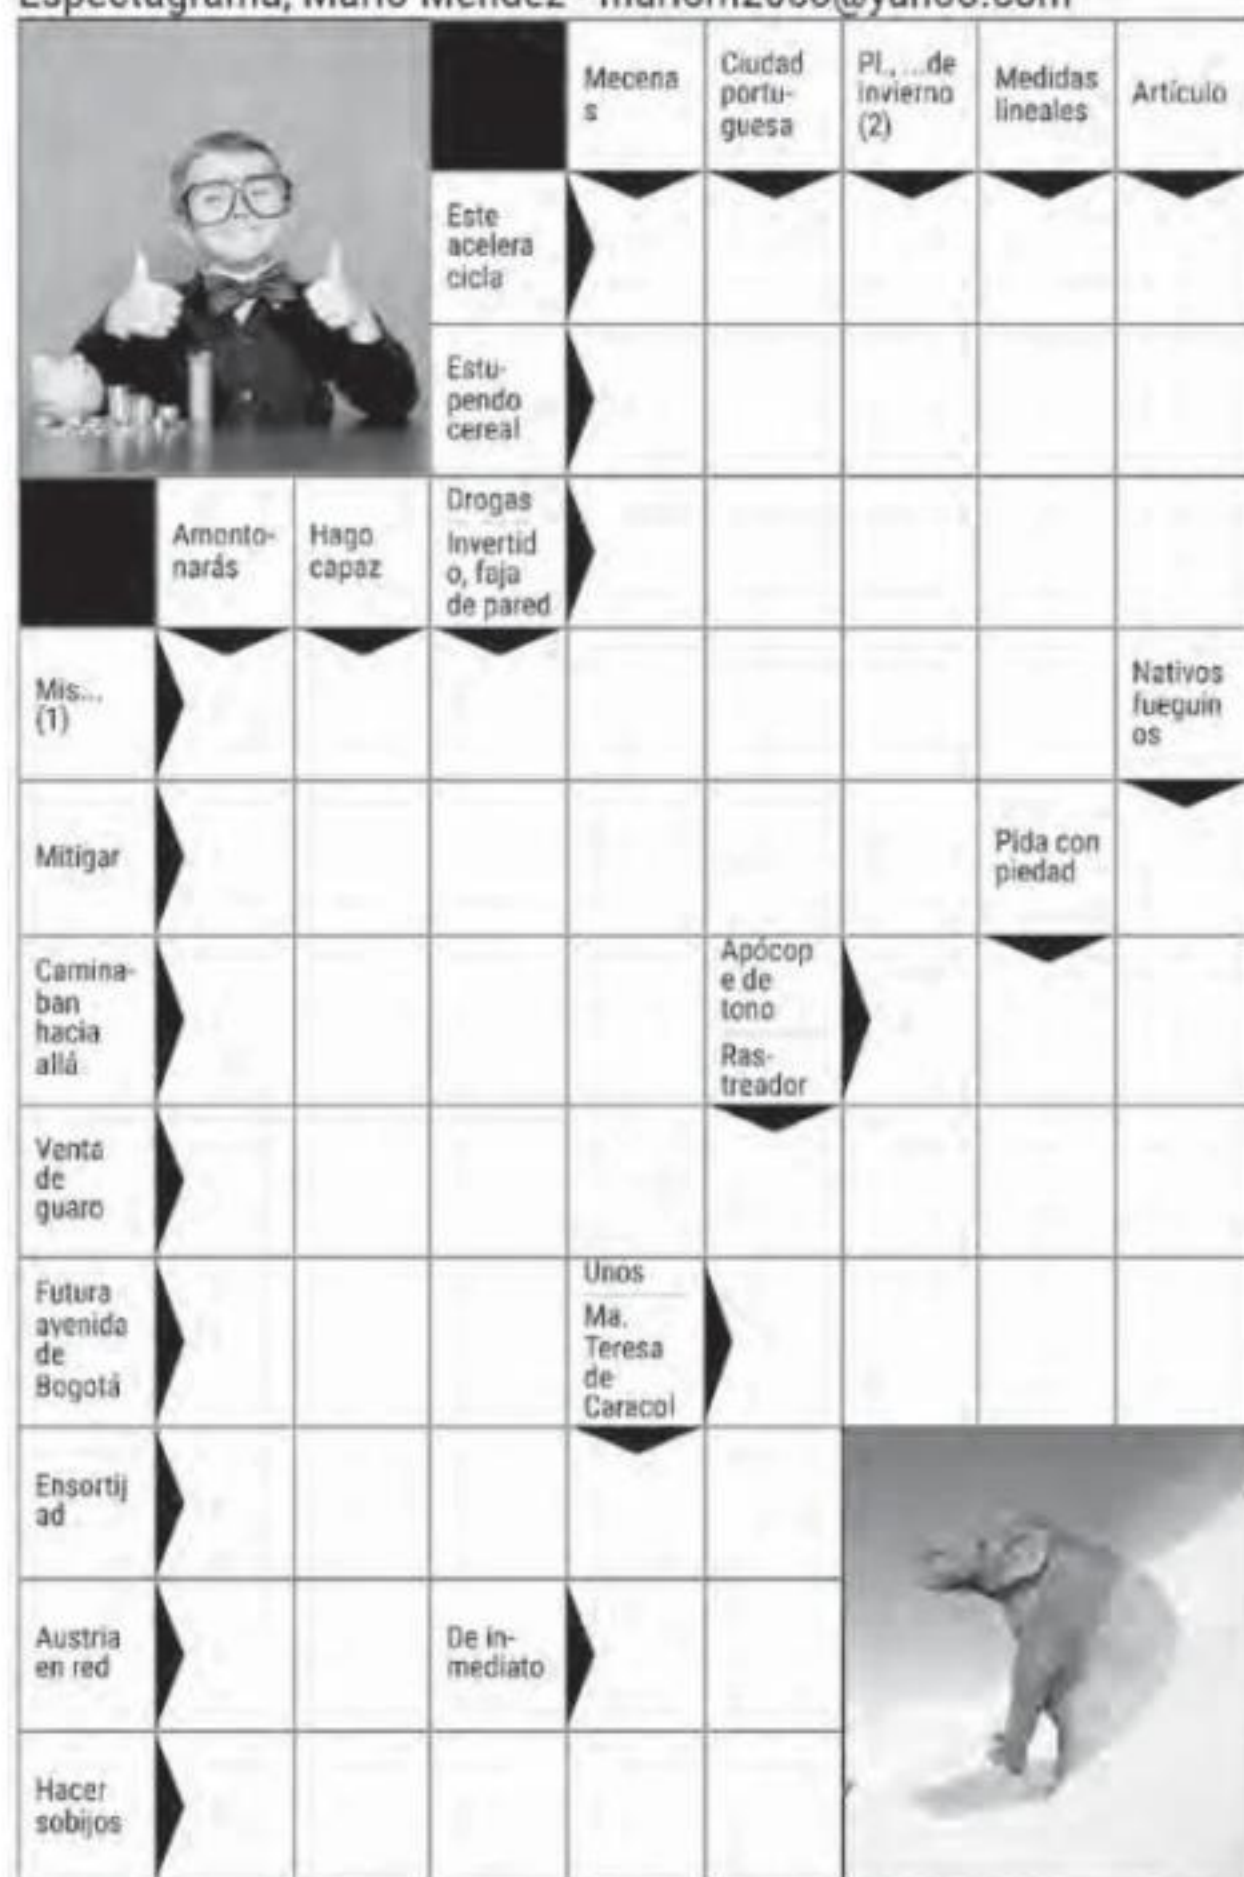 Espectagrama, Mario Méndez
Mecena
s
Ciudad
portu-
guesa
Pl., ...de
invierno
(2)
Medidas
lineales
Artículo
Este
acelera
cicla
Estu-
pendo
cereal
Amonto-
narás
Hago
capaz
Drogas
Invertid
o, faja
de pared
Mis...
(1)
Nativos
fueguin
os
Mitigar
Pida con
piedad
Camina-
ban
hacia
allá
Apócop
e de
tono
Ras-
treador
Venta
de
guaro
Futura
avenida
de
Bogotá
Unos
Ma.
Teresa
de
Caracol
Ensortij
ad
Austria
en red
De in-
mediato
Hacer
sobijos